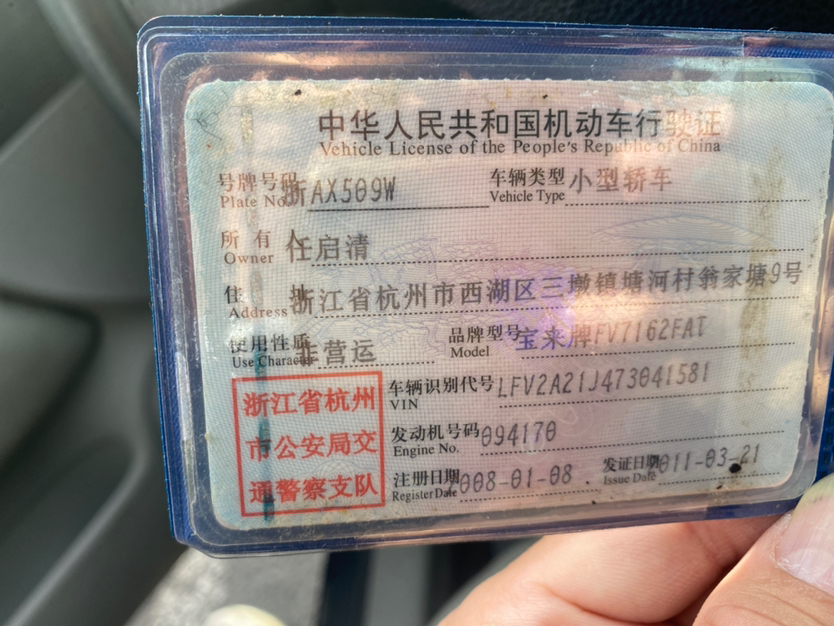 中华人民共和国机动车行驶证
Vehicle License of the People's Republic of China
号牌号码 浙AX509W 车辆类型 小型轿车
Plate No. Vehicle Type
所有人 任启清
Owner
住址 浙江省杭州市西湖区三墩镇塘河村翁家塘9号
Address
使用性质 非营运 品牌型号 宝来牌FV7162FAT
Use Character Model
车辆识别代号 LFV2A21J473041581
VIN
发动机号码 094170
Engine No.
注册日期 2008-01-08 发证日期 2011-03-21
Register Date Issue Date
浙江省杭州
市公安局交
通警察支队